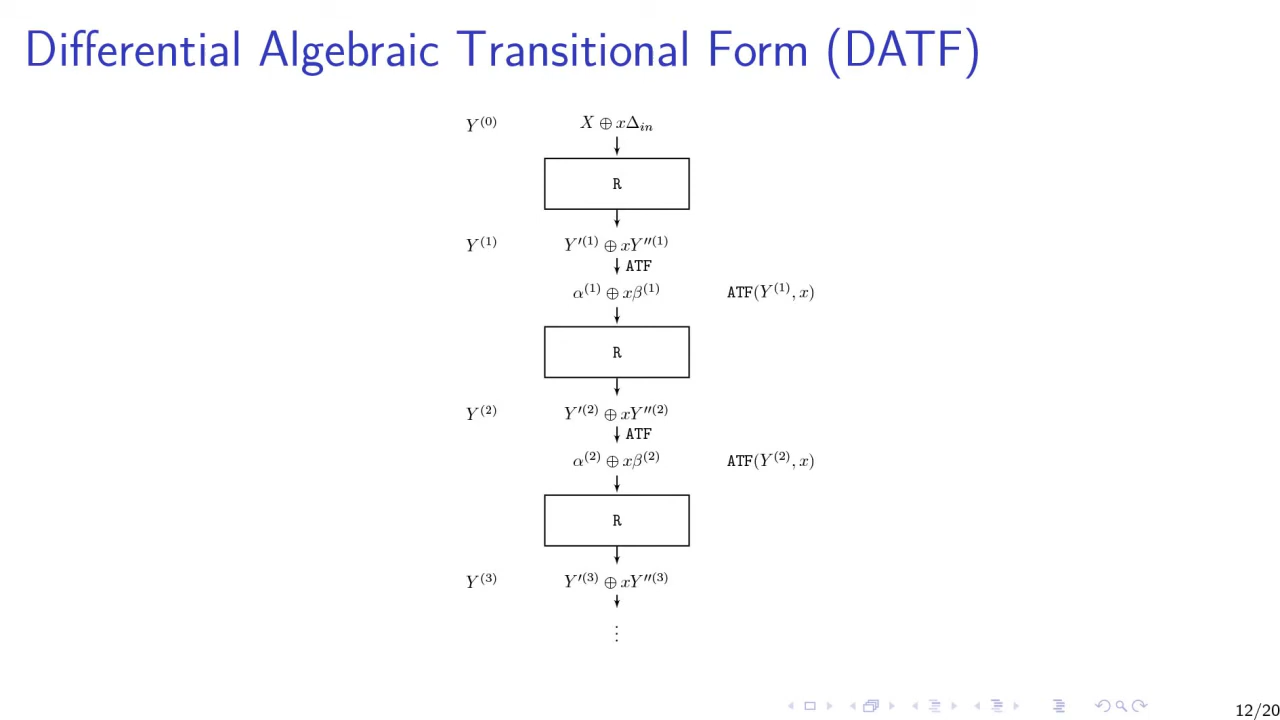 Differential Algebraic Transitional Form (DATF)
Y⁽⁰⁾ X ⊕ xΔ_in
R
Y⁽¹⁾ Y′⁽¹⁾ ⊕ xY″⁽¹⁾
ATF
α⁽¹⁾ ⊕ xβ⁽¹⁾ ATF(Y⁽¹⁾, x)
R
Y⁽²⁾ Y′⁽²⁾ ⊕ xY″⁽²⁾
ATF
α⁽²⁾ ⊕ xβ⁽²⁾ ATF(Y⁽²⁾, x)
R
Y⁽³⁾ Y′⁽³⁾ ⊕ xY″⁽³⁾
⋮
12/20